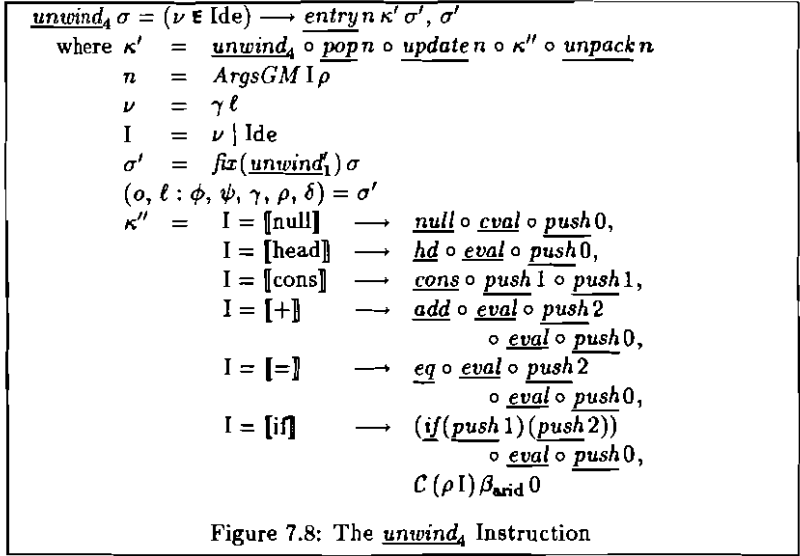 unwind₄ σ = (ν E Ide) ⟶ entry n κ′ σ′, σ′
where κ′ = unwind₄ ∘ pop n ∘ update n ∘ κ″ ∘ unpack n
n = ArgsGM I ρ
ν = γ ℓ
I = ν | Ide
σ′ = fix(unwind′₁) σ
(o, ℓ : ϕ, ψ, γ, ρ, δ) = σ′
κ″ = I = ⟦null⟧ ⟶ null ∘ cval ∘ push 0,
I = ⟦head⟧ ⟶ hd ∘ eval ∘ push 0,
I = ⟦cons⟧ ⟶ cons ∘ push 1 ∘ push 1,
I = ⟦+⟧ ⟶ add ∘ eval ∘ push 2
∘ eval ∘ push 0,
I = ⟦=⟧ ⟶ eq ∘ eval ∘ push 2
∘ eval ∘ push 0,
I = ⟦if⟧ ⟶ (if(push 1)(push 2))
∘ eval ∘ push 0,
C (ρ I) βarid 0
Figure 7.8: The unwind₄ Instruction